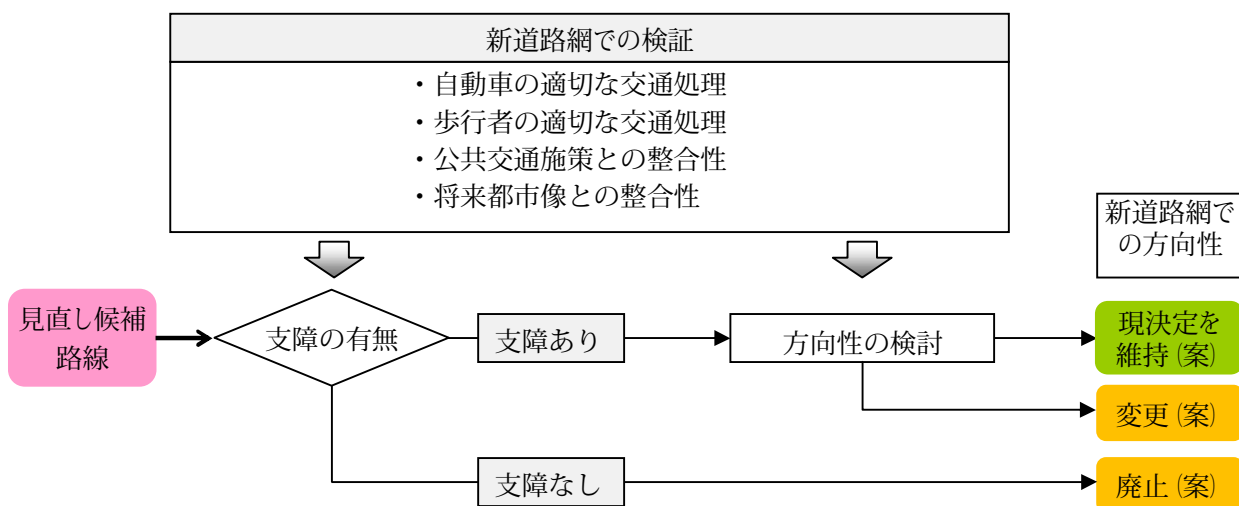 新道路網での検証
・自動車の適切な交通処理
・歩行者の適切な交通処理
・公共交通施策との整合性
・将来都市像との整合性
新道路網で
の方向性
見直し候補
路線
支障の有無
支障あり
方向性の検討
現決定を
維持 (案)
変更 (案)
支障なし
廃止 (案)